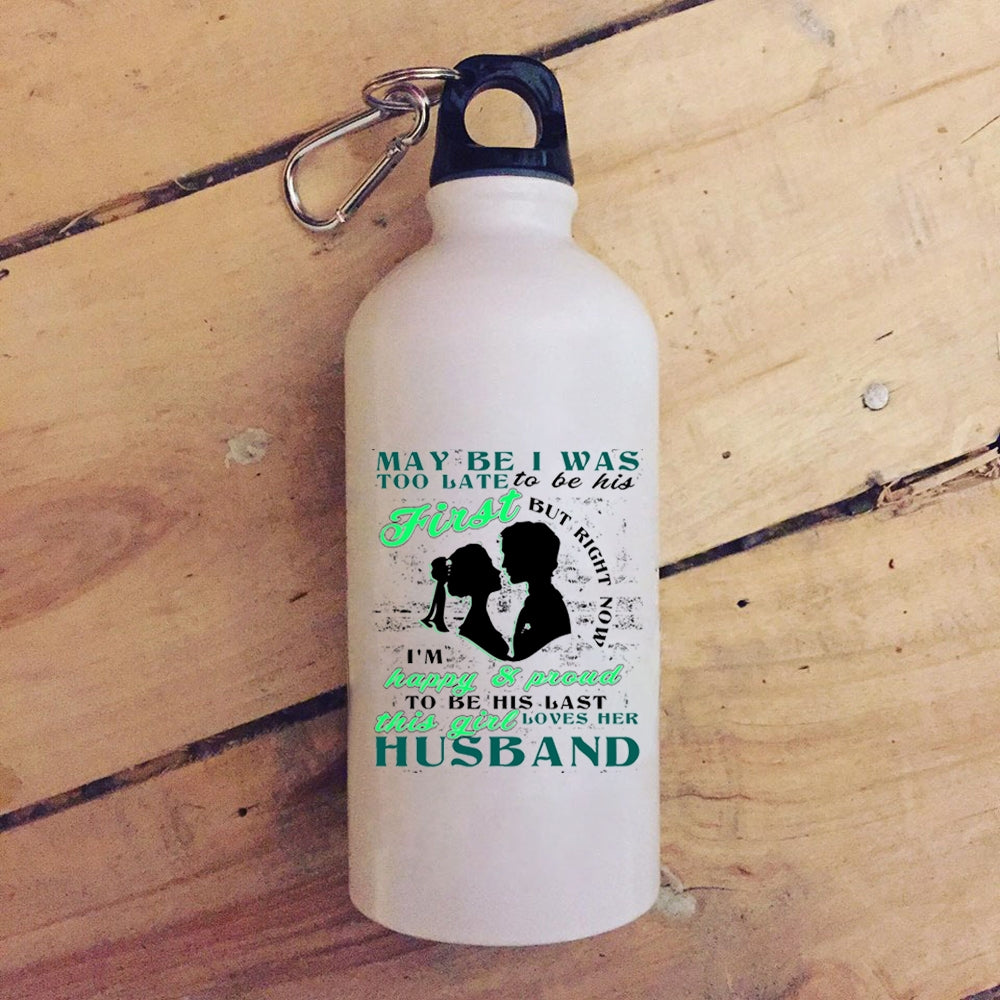 MAY BE I WAS
TOO LATE to be his
First BUT RIGHT NOW
I'M
happy & proud
TO BE HIS LAST
this girl LOVES HER
HUSBAND